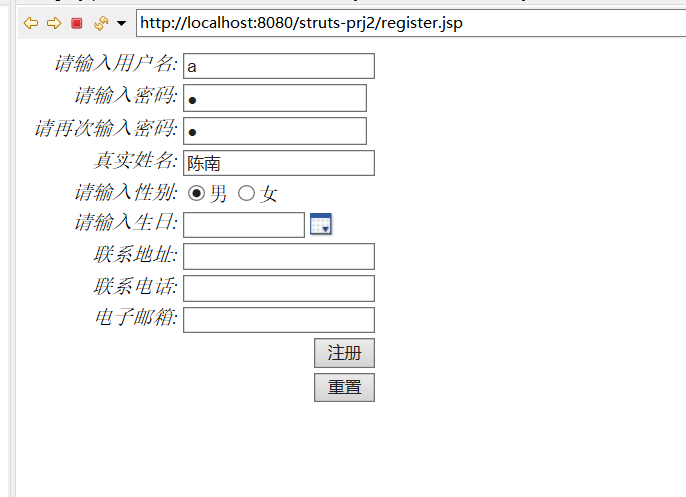 http://localhost:8080/struts-prj2/register.jsp
请输入用户名: a
请输入密码: ●
请再次输入密码: ●
真实姓名: 陈南
请输入性别: 男 女
请输入生日:
联系地址:
联系电话:
电子邮箱:
注册
重置